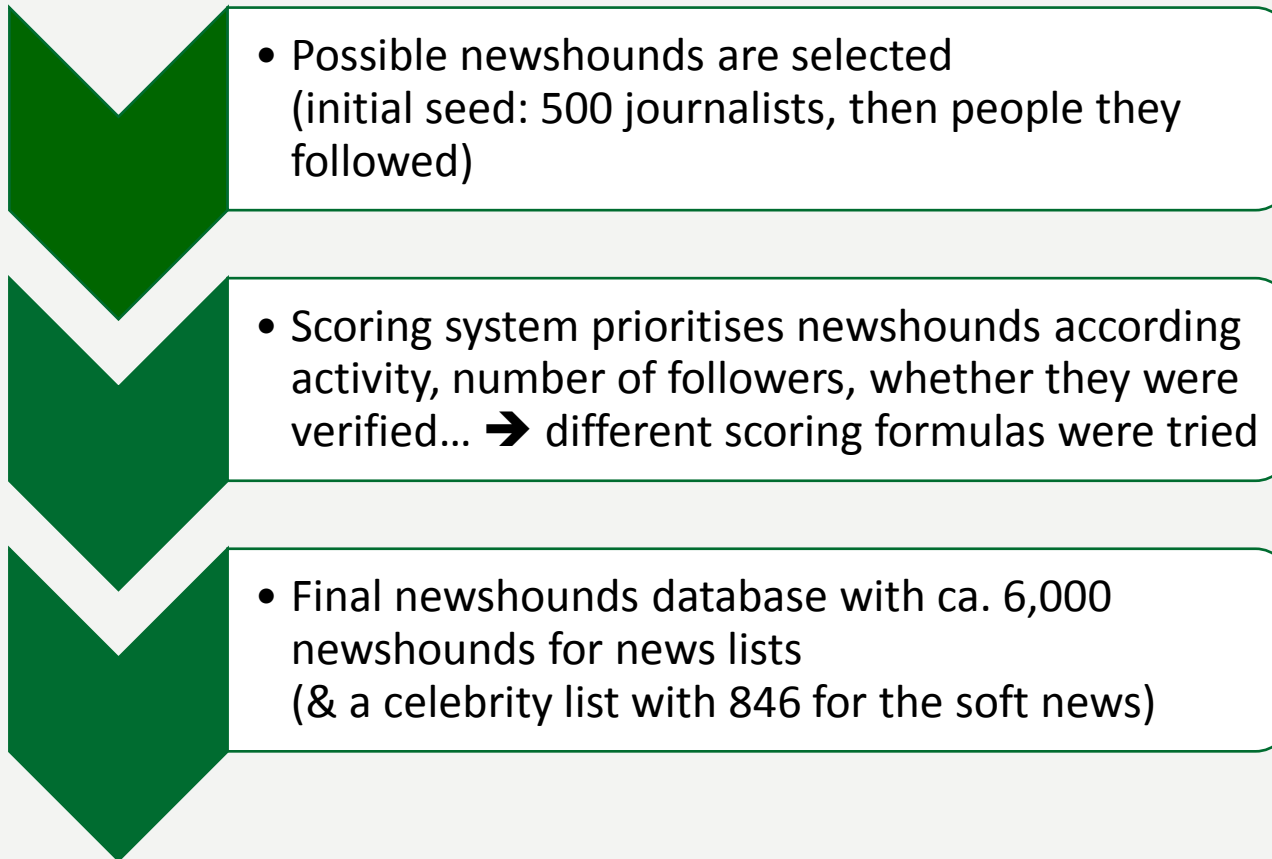 • Possible newshounds are selected
(initial seed: 500 journalists, then people they
followed)
• Scoring system prioritises newshounds according
activity, number of followers, whether they were
verified... ➔ different scoring formulas were tried
• Final newshounds database with ca. 6,000
newshounds for news lists
(& a celebrity list with 846 for the soft news)